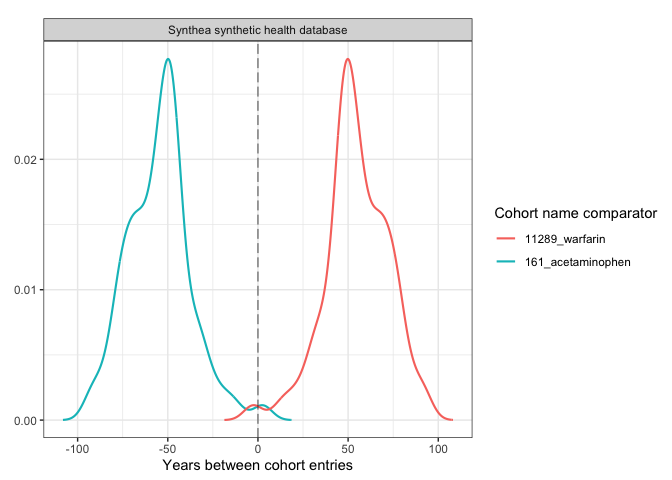 Synthea synthetic health database
0.02
0.01
0.00
-100 -50 0 50 100
Years between cohort entries
Cohort name comparator
11289_warfarin
161_acetaminophen